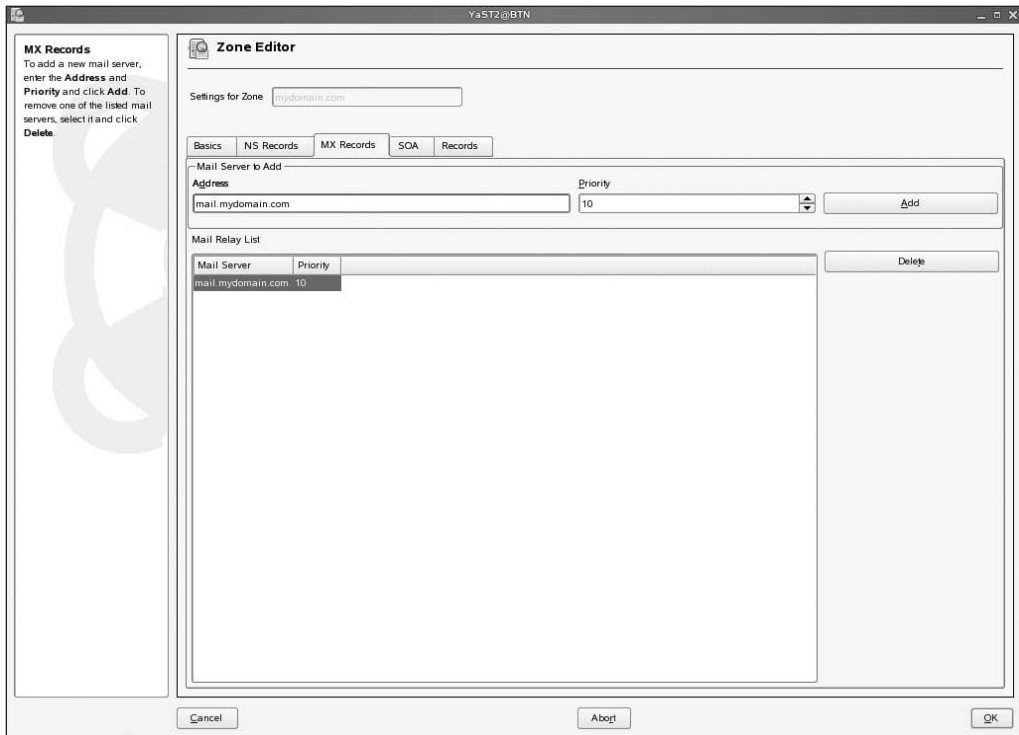 YaST2@BTN
MX Records
To add a new mail server,
enter the Address and
Priority and click Add. To
remove one of the listed mail
servers, select it and click
Delete.
Zone Editor
Settings for Zone mydomain.com
Basics NS Records MX Records SOA Records
Mail Server to Add
Address Priority
mail.mydomain.com 10 Add
Mail Relay List
Mail Server Priority Delete
mail.mydomain.com. 10
Cancel Abort OK